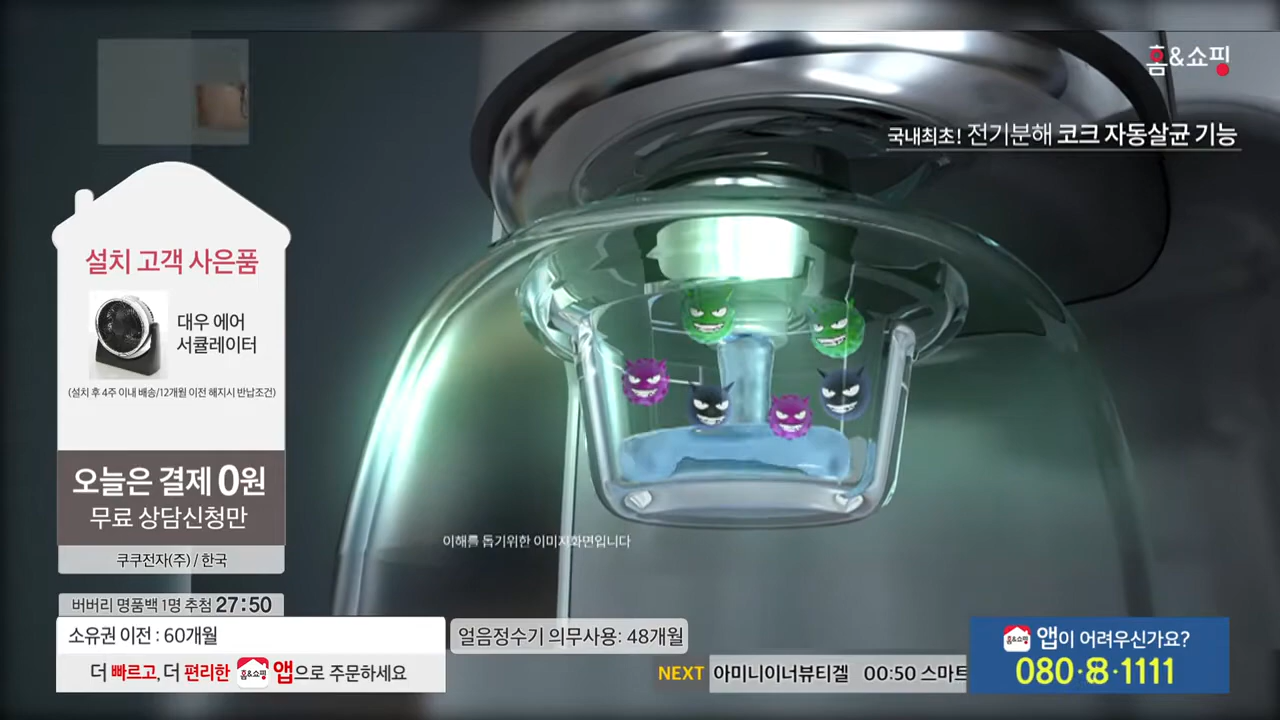 홈&쇼핑
국내최초! 전기분해 코크 자동살균 기능
설치 고객 사은품
대우 에어
서큘레이터
(설치 후 4주 이내 배송/12개월 이전 해지시 반납조건)
오늘은 결제 0원
무료 상담신청만
쿠쿠전자(주) / 한국
이해를 돕기위한 이미지화면입니다
버버리 명품백 1명 추첨 27:50
소유권 이전 : 60개월
얼음정수기 의무사용: 48개월
더 빠르고, 더 편리한 홈&쇼핑 앱으로 주문하세요
NEXT 아미니이너뷰티겔 00:50 스마트
홈&쇼핑 앱이 어려우신가요?
080·8·1111